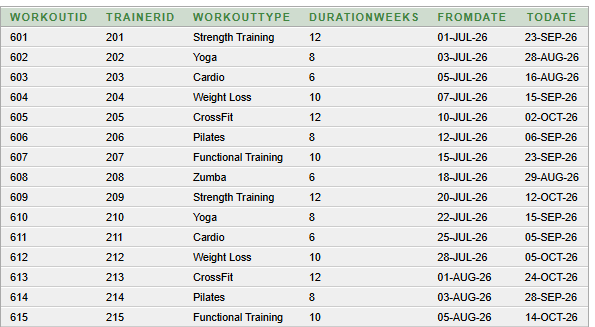 WORKOUTID TRAINERID WORKOUTTYPE DURATIONWEEKS FROMDATE TODATE
601 201 Strength Training 12 01-JUL-26 23-SEP-26
602 202 Yoga 8 03-JUL-26 28-AUG-26
603 203 Cardio 6 05-JUL-26 16-AUG-26
604 204 Weight Loss 10 07-JUL-26 15-SEP-26
605 205 CrossFit 12 10-JUL-26 02-OCT-26
606 206 Pilates 8 12-JUL-26 06-SEP-26
607 207 Functional Training 10 15-JUL-26 23-SEP-26
608 208 Zumba 6 18-JUL-26 29-AUG-26
609 209 Strength Training 12 20-JUL-26 12-OCT-26
610 210 Yoga 8 22-JUL-26 15-SEP-26
611 211 Cardio 6 25-JUL-26 05-SEP-26
612 212 Weight Loss 10 28-JUL-26 05-OCT-26
613 213 CrossFit 12 01-AUG-26 24-OCT-26
614 214 Pilates 8 03-AUG-26 28-SEP-26
615 215 Functional Training 10 05-AUG-26 14-OCT-26